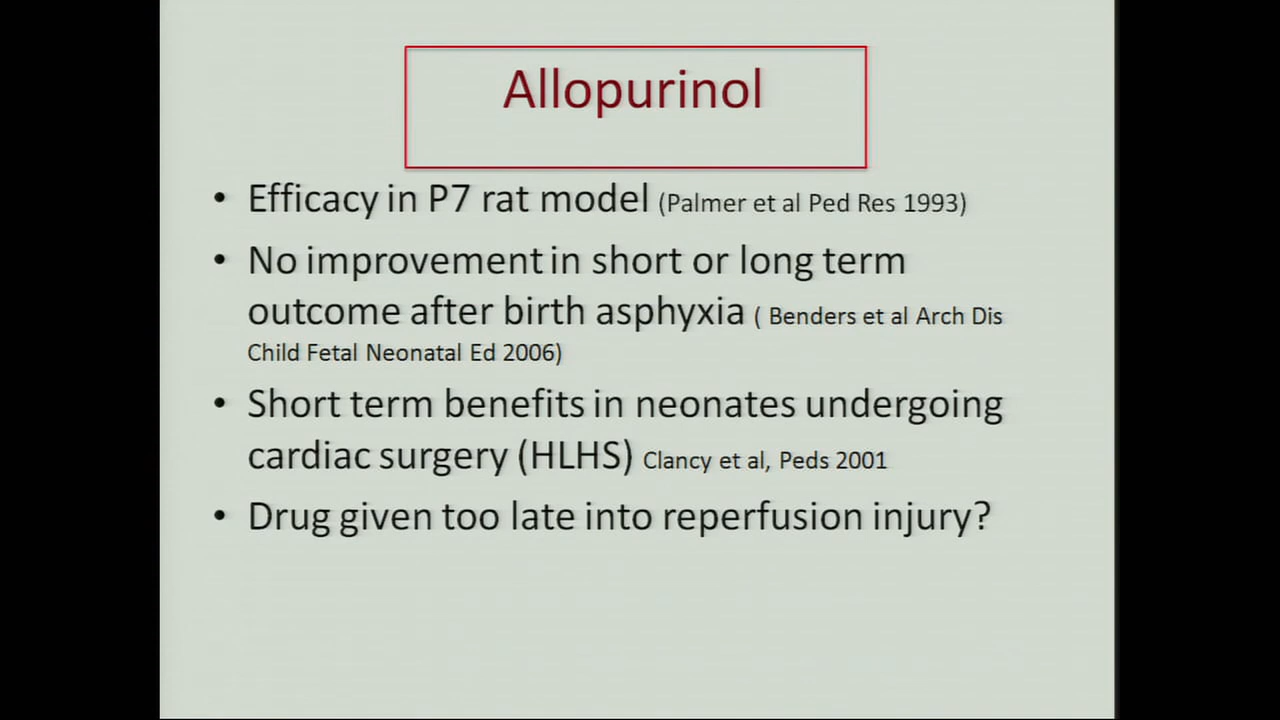 Allopurinol
• Efficacy in P7 rat model (Palmer et al Ped Res 1993)
• No improvement in short or long term
outcome after birth asphyxia ( Benders et al Arch Dis
Child Fetal Neonatal Ed 2006)
• Short term benefits in neonates undergoing
cardiac surgery (HLHS) Clancy et al, Peds 2001
• Drug given too late into reperfusion injury?